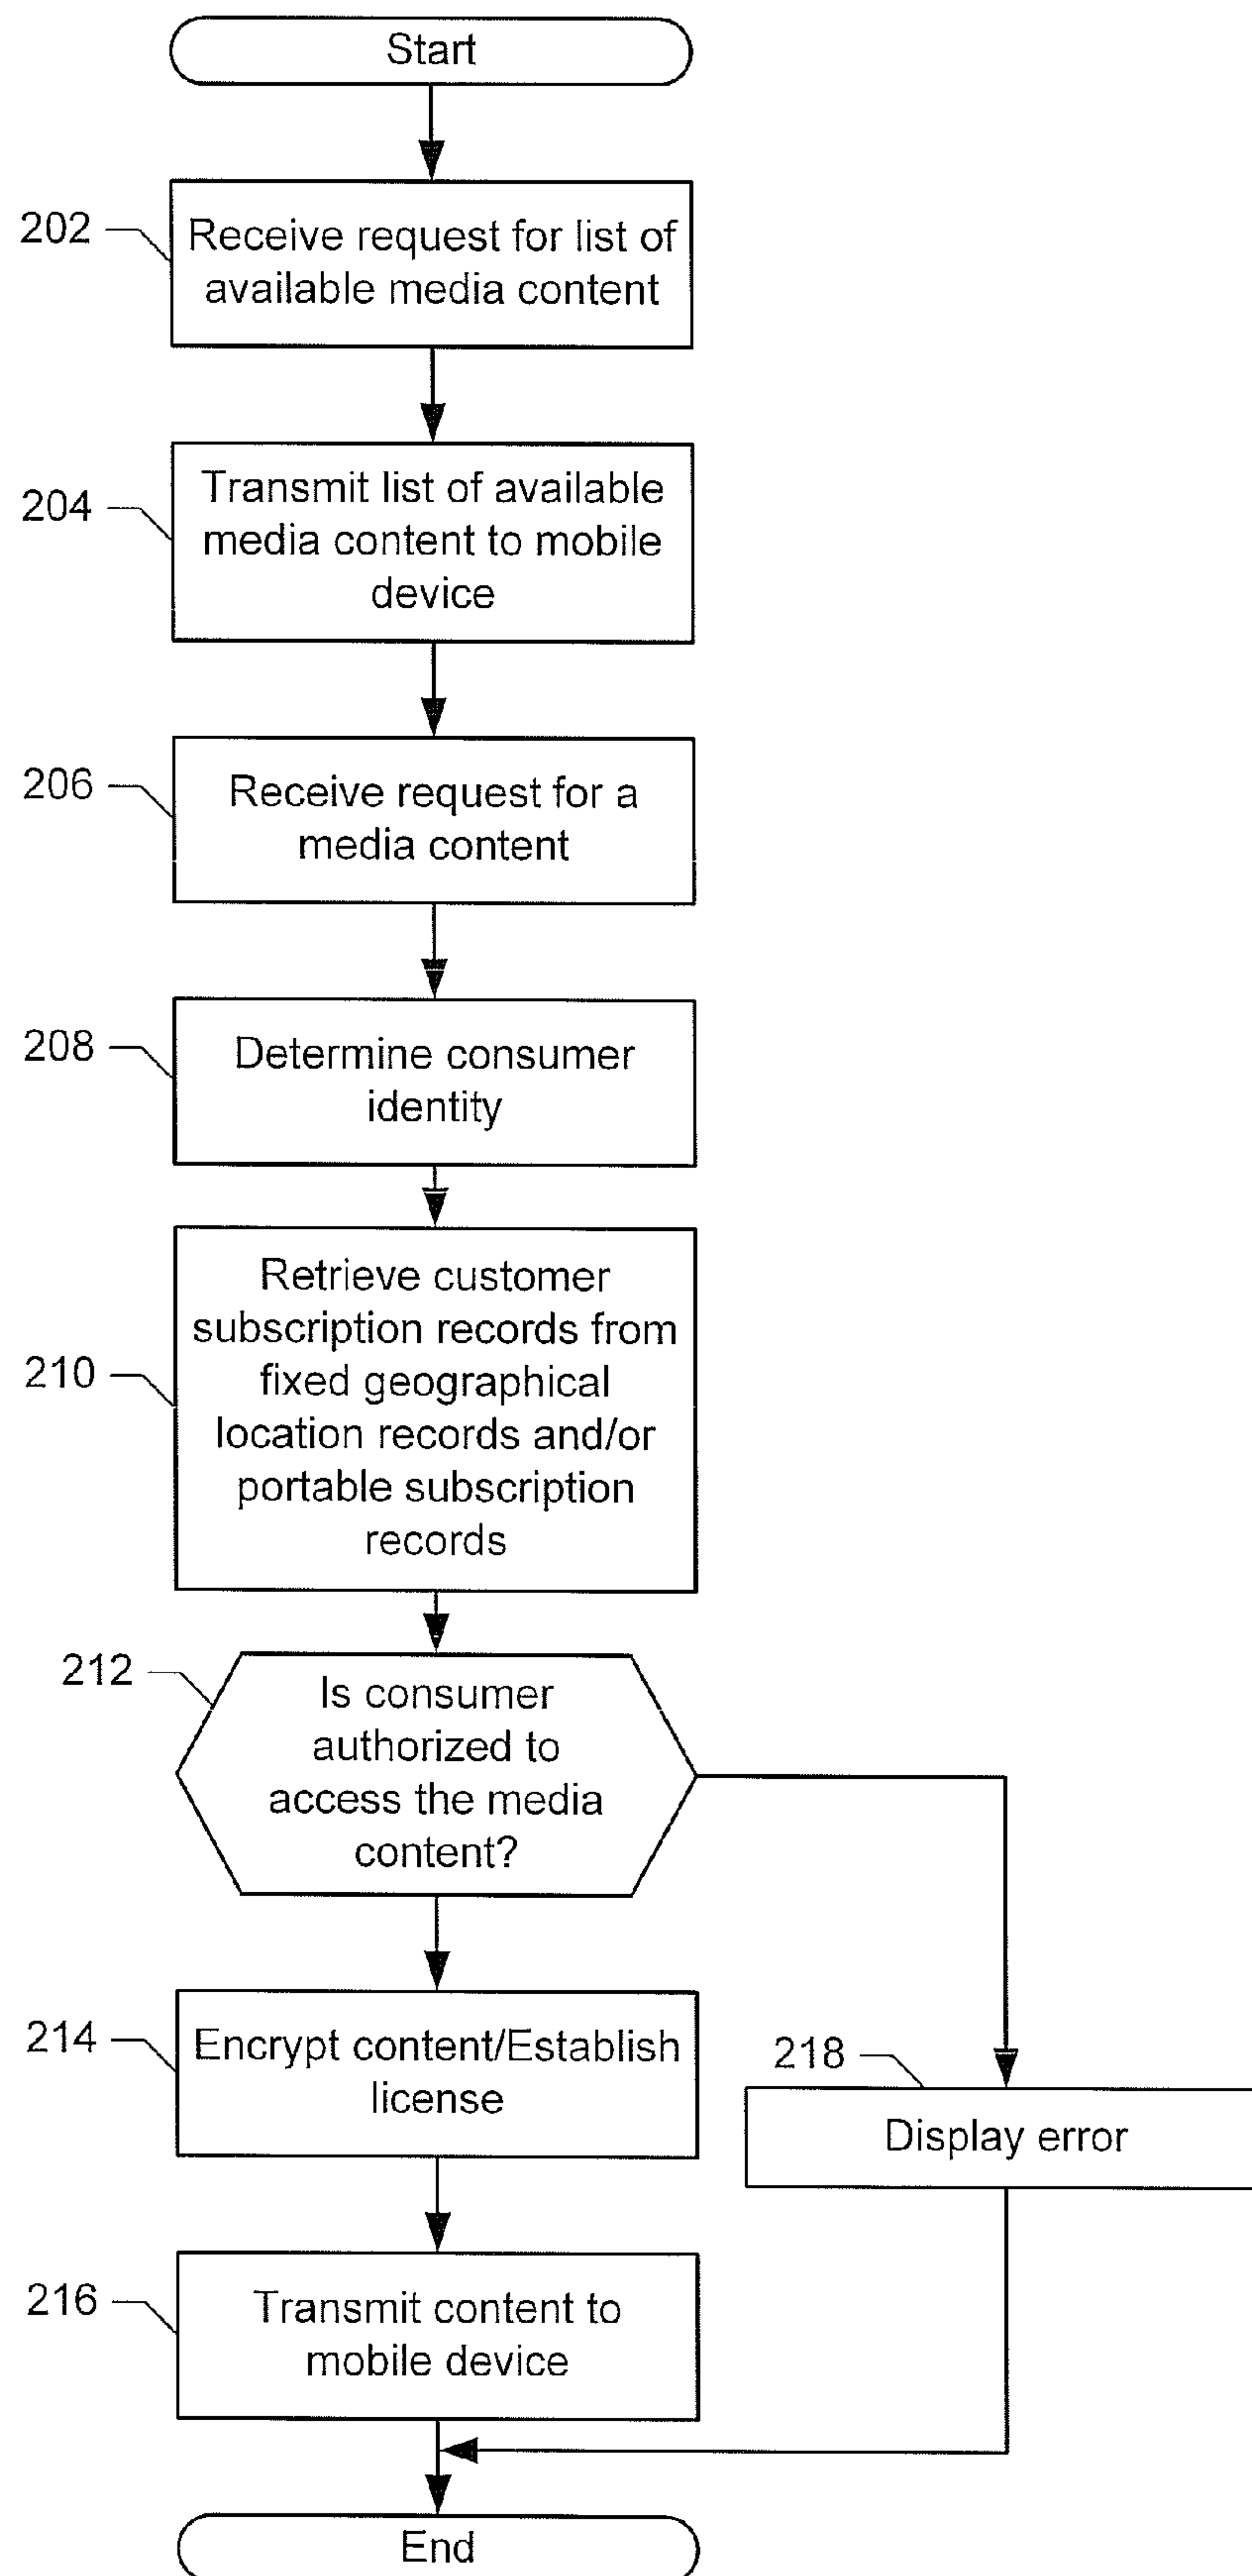 Start
202
Receive request for list of
available media content
204
Transmit list of available
media content to mobile
device
206
Receive request for a
media content
208
Determine consumer
identity
210
Retrieve customer
subscription records from
fixed geographical
location records and/or
portable subscription
records
212
Is consumer
authorized to
access the media
content?
214
Encrypt content/Establish
license
218
Display error
216
Transmit content to
mobile device
End